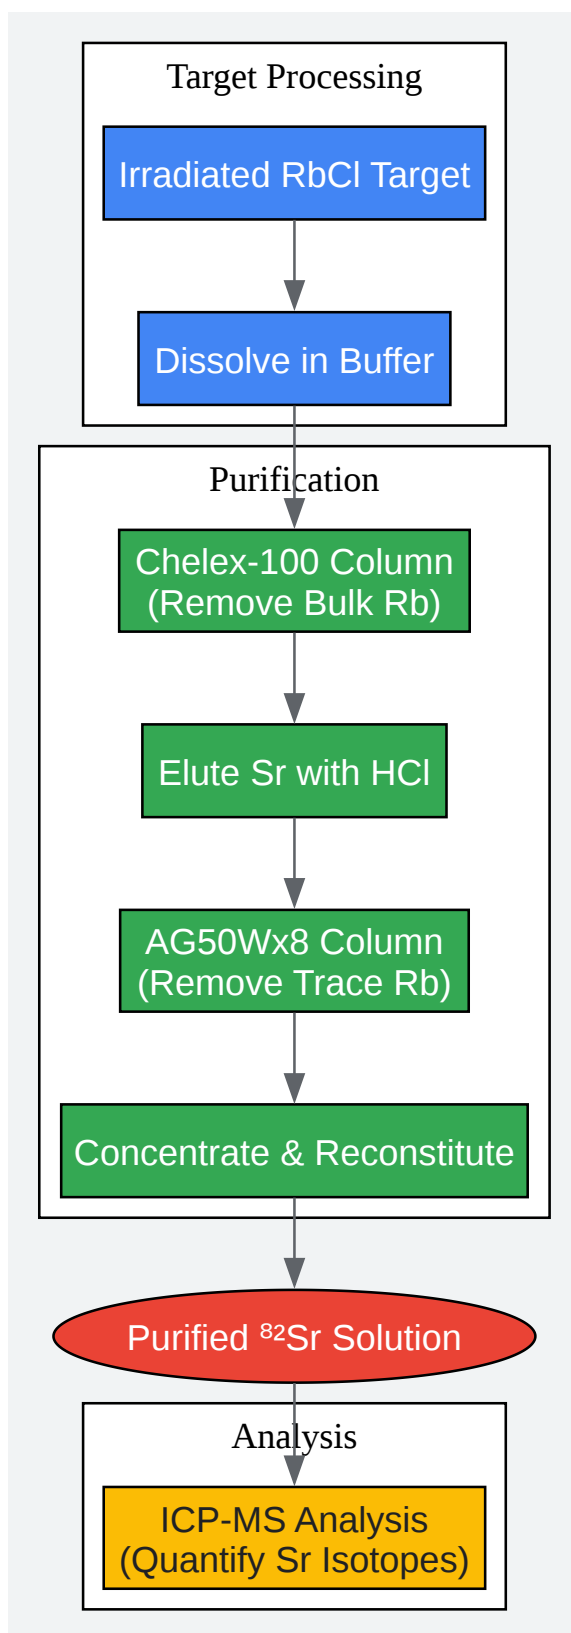 Target Processing
Irradiated RbCl Target
Dissolve in Buffer
Purification
Chelex-100 Column
(Remove Bulk Rb)
Elute Sr with HCl
AG50Wx8 Column
(Remove Trace Rb)
Concentrate & Reconstitute
Purified ⁸²Sr Solution
Analysis
ICP-MS Analysis
(Quantify Sr Isotopes)